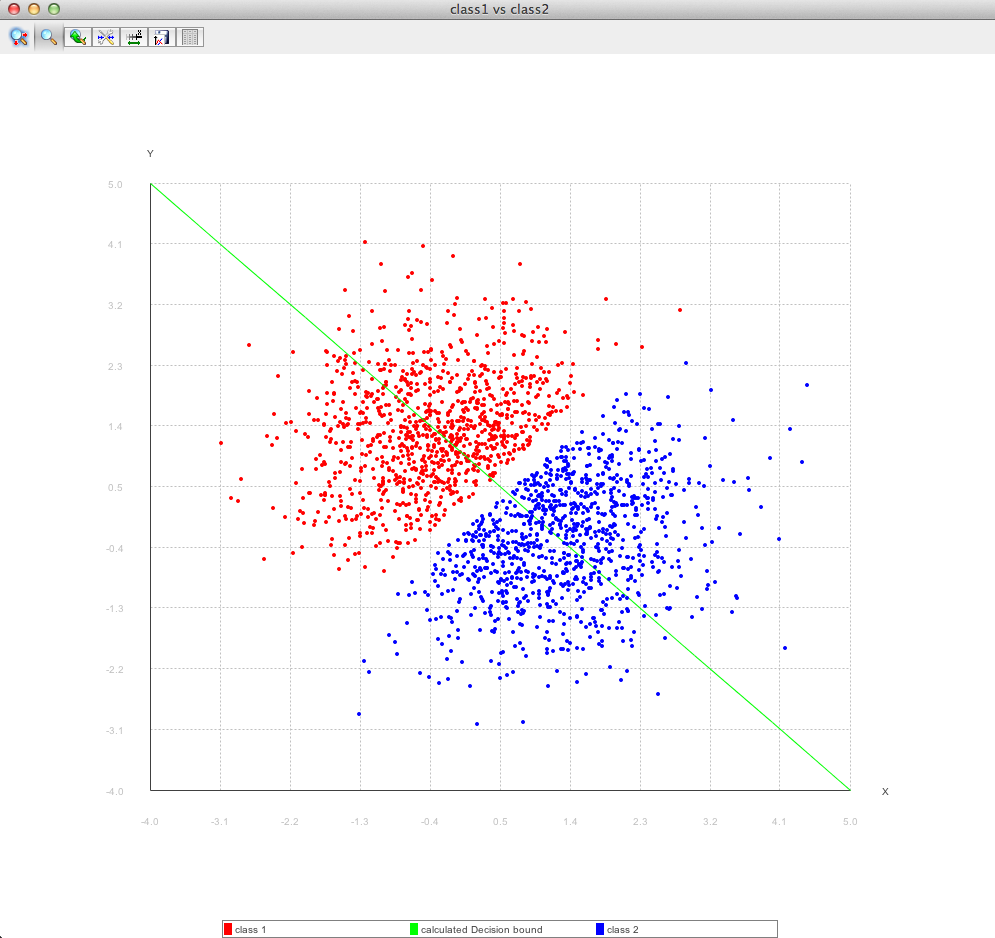 class1 vs class2
Y
5.0
4.1
3.2
2.3
1.4
0.5
-0.4
-1.3
-2.2
-3.1
-4.0
X
-4.0 -3.1 -2.2 -1.3 -0.4 0.5 1.4 2.3 3.2 4.1 5.0
class 1 calculated Decision bound class 2